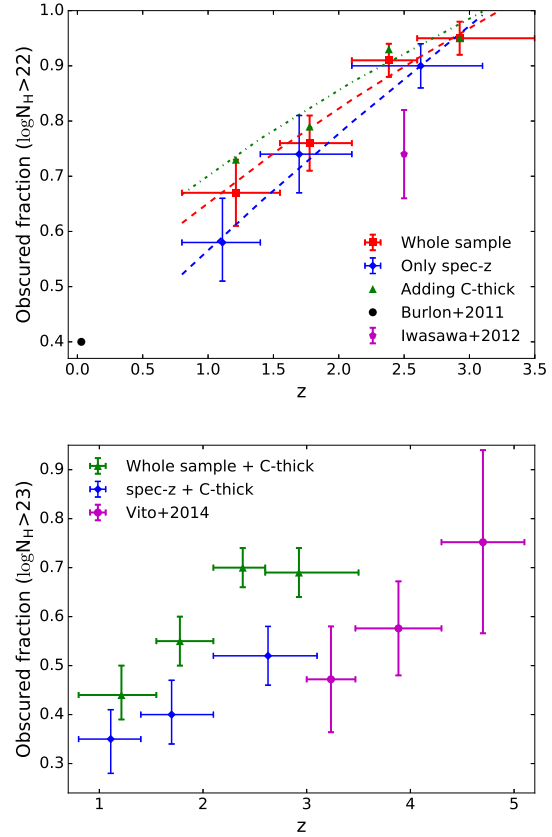 1.0
0.9
0.8
0.7
0.6
0.5
0.4
Obscured fraction (logN_H>22)
Whole sample
Only spec-z
Adding C-thick
Burlon+2011
Iwasawa+2012
0.0 0.5 1.0 1.5 2.0 2.5 3.0 3.5
z
0.9
0.8
0.7
0.6
0.5
0.4
0.3
Obscured fraction (logN_H>23)
Whole sample + C-thick
spec-z + C-thick
Vito+2014
1 2 3 4 5
z